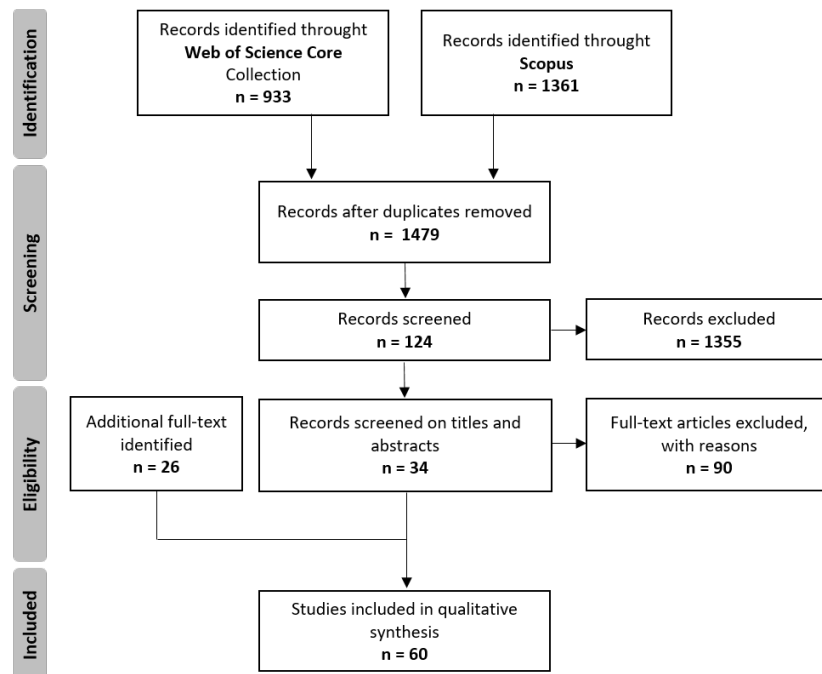 Identification
Records identified throught
Web of Science Core
Collection
n = 933
Records identified throught
Scopus
n = 1361
Screening
Records after duplicates removed
n = 1479
Records screened
n = 124
Records excluded
n = 1355
Eligibility
Additional full-text
identified
n = 26
Records screened on titles and
abstracts
n = 34
Full-text articles excluded,
with reasons
n = 90
Included
Studies included in qualitative
synthesis
n = 60